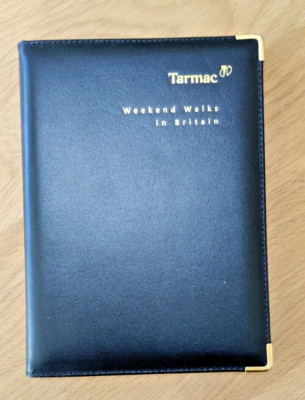 Tarmac
Weekend Walks
in Britain